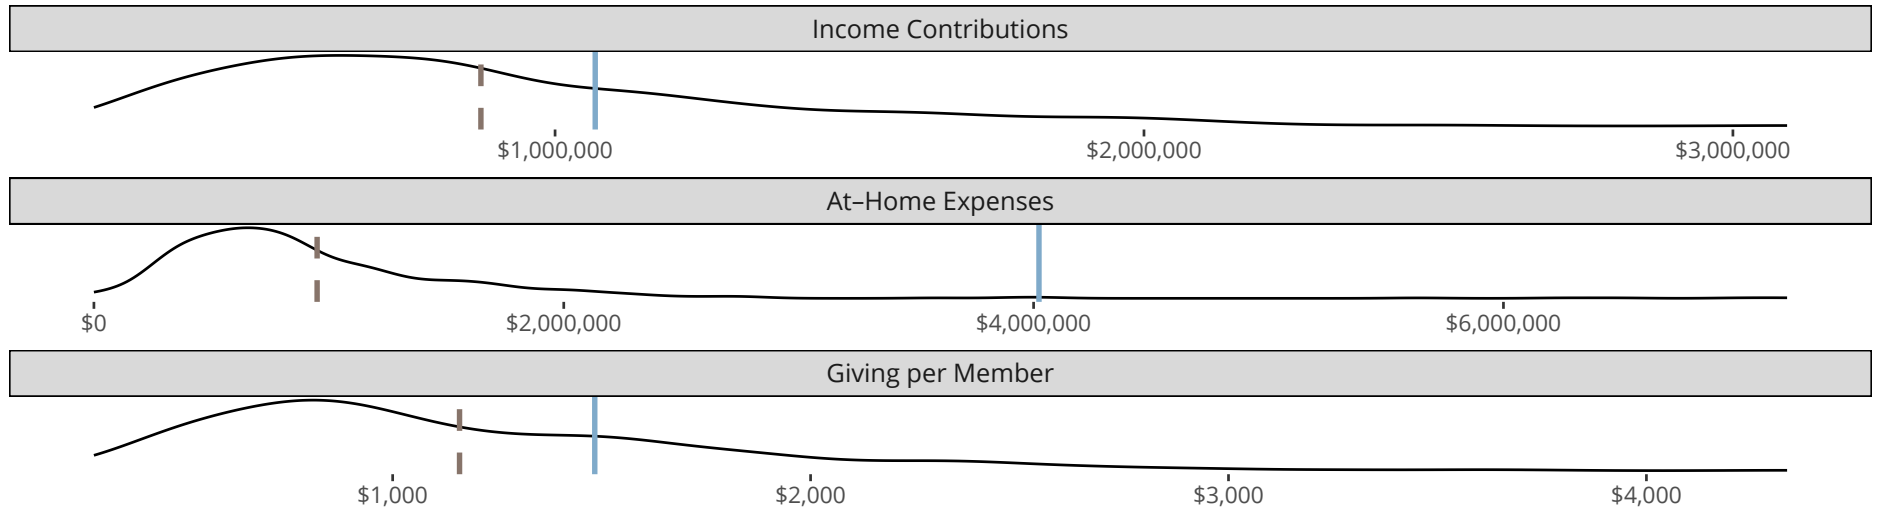 Income Contributions
$1,000,000 $2,000,000 $3,000,000
At–Home Expenses
$0 $2,000,000 $4,000,000 $6,000,000
Giving per Member
$1,000 $2,000 $3,000 $4,000